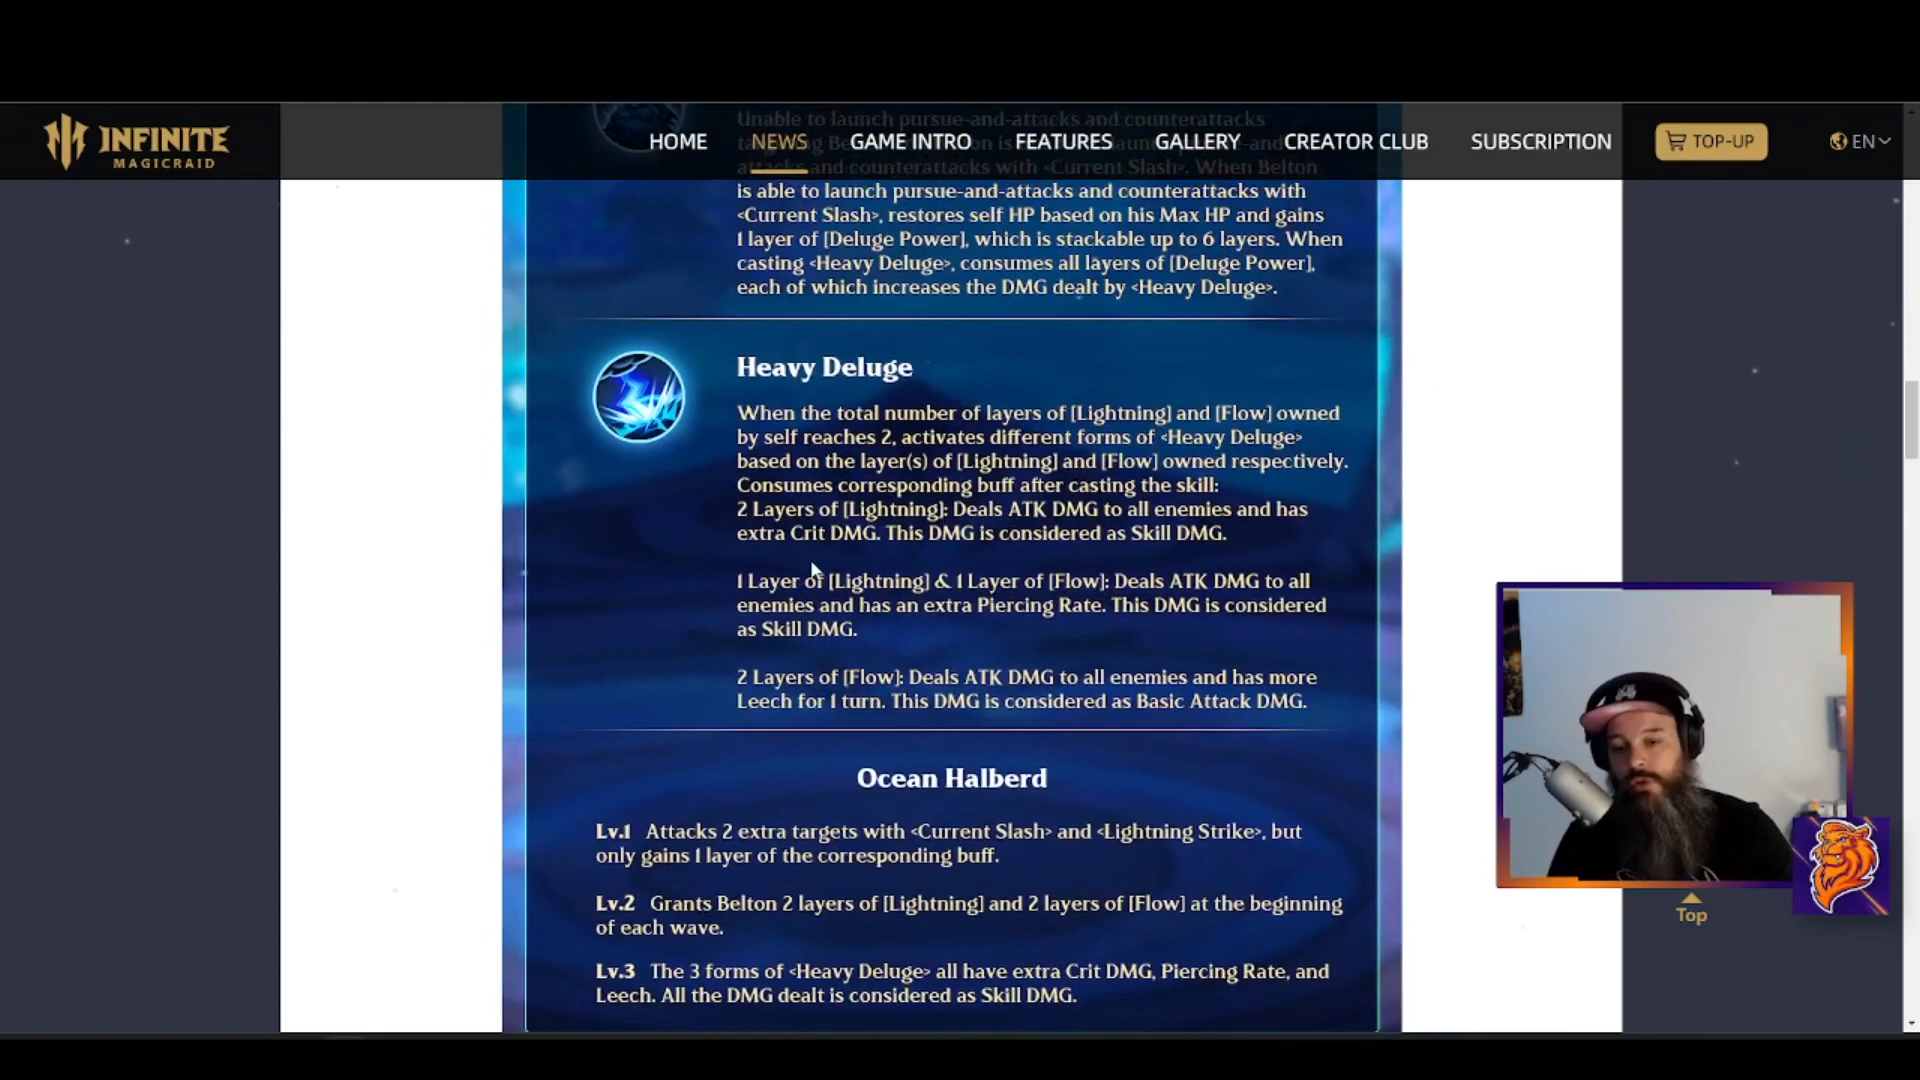 INFINITE
MAGICRAID
HOME
NEWS
GAME INTRO
FEATURES
GALLERY
CREATOR CLUB
SUBSCRIPTION
TOP-UP
EN
Unable to launch pursue-and-attacks and counterattacks
attacks and counterattacks with <Current Slash>. When Belton
is able to launch pursue-and-attacks and counterattacks with
<Current Slash>, restores self HP based on his Max HP and gains
1 layer of [Deluge Power], which is stackable up to 6 layers. When
casting <Heavy Deluge>, consumes all layers of [Deluge Power],
each of which increases the DMG dealt by <Heavy Deluge>.
Heavy Deluge
When the total number of layers of [Lightning] and [Flow] owned
by self reaches 2, activates different forms of <Heavy Deluge>
based on the layer(s) of [Lightning] and [Flow] owned respectively.
Consumes corresponding buff after casting the skill:
2 Layers of [Lightning]: Deals ATK DMG to all enemies and has
extra Crit DMG. This DMG is considered as Skill DMG.
1 Layer of [Lightning] & 1 Layer of [Flow]: Deals ATK DMG to all
enemies and has an extra Piercing Rate. This DMG is considered
as Skill DMG.
2 Layers of [Flow]: Deals ATK DMG to all enemies and has more
Leech for 1 turn. This DMG is considered as Basic Attack DMG.
Ocean Halberd
Lv.1 Attacks 2 extra targets with <Current Slash> and <Lightning Strike>, but
only gains 1 layer of the corresponding buff.
Lv.2 Grants Belton 2 layers of [Lightning] and 2 layers of [Flow] at the beginning
of each wave.
Lv.3 The 3 forms of <Heavy Deluge> all have extra Crit DMG, Piercing Rate, and
Leech. All the DMG dealt is considered as Skill DMG.
Top